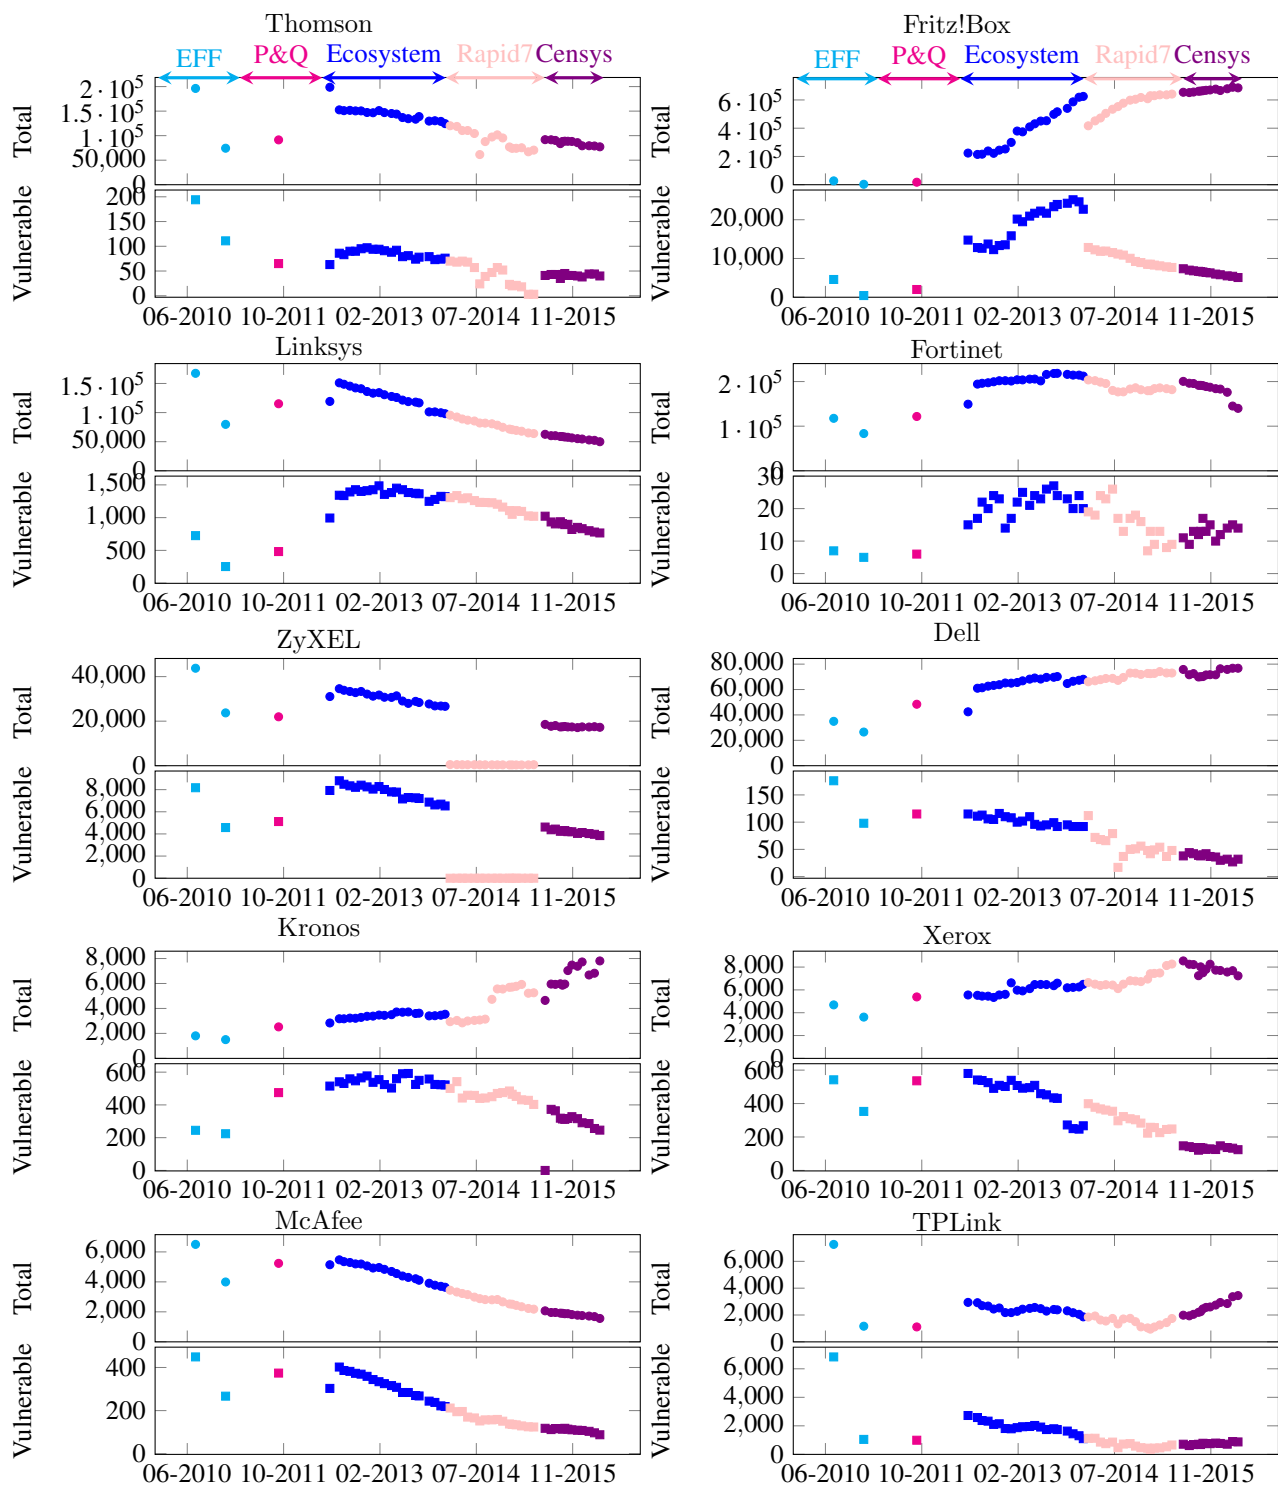 Thomson
EFF P&Q Ecosystem Rapid7 Censys
Total
2 · 10^5
1.5 · 10^5
1 · 10^5
50,000
0
Vulnerable
200
150
100
50
0
06-2010 10-2011 02-2013 07-2014 11-2015
Fritz!Box
EFF P&Q Ecosystem Rapid7 Censys
Total
6 · 10^5
4 · 10^5
2 · 10^5
0
Vulnerable
20,000
10,000
0
06-2010 10-2011 02-2013 07-2014 11-2015
Linksys
Total
1.5 · 10^5
1 · 10^5
50,000
0
Vulnerable
1,500
1,000
500
0
06-2010 10-2011 02-2013 07-2014 11-2015
Fortinet
Total
2 · 10^5
1 · 10^5
0
Vulnerable
30
20
10
0
06-2010 10-2011 02-2013 07-2014 11-2015
ZyXEL
Total
40,000
20,000
0
Vulnerable
8,000
6,000
4,000
2,000
0
06-2010 10-2011 02-2013 07-2014 11-2015
Dell
Total
80,000
60,000
40,000
20,000
0
Vulnerable
150
100
50
0
06-2010 10-2011 02-2013 07-2014 11-2015
Kronos
Total
8,000
6,000
4,000
2,000
0
Vulnerable
600
400
200
0
06-2010 10-2011 02-2013 07-2014 11-2015
Xerox
Total
8,000
6,000
4,000
2,000
0
Vulnerable
600
400
200
0
06-2010 10-2011 02-2013 07-2014 11-2015
McAfee
Total
6,000
4,000
2,000
0
Vulnerable
400
200
0
06-2010 10-2011 02-2013 07-2014 11-2015
TPLink
Total
6,000
4,000
2,000
0
Vulnerable
6,000
4,000
2,000
0
06-2010 10-2011 02-2013 07-2014 11-2015